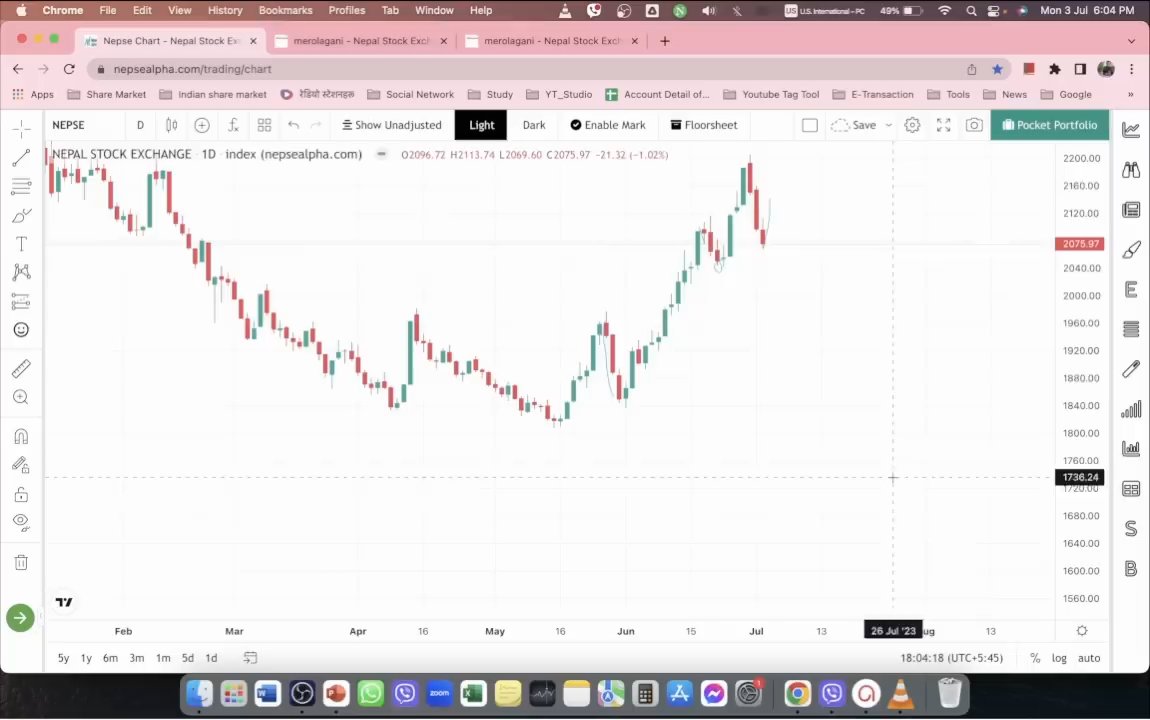 Chrome File Edit View History Bookmarks Profiles Tab Window Help U.S. International – PC 49% Mon 3 Jul 6:04 PM
Nepse Chart - Nepal Stock Ex merolagani - Nepal Stock Exch merolagani - Nepal Stock Exch
nepsealpha.com/trading/chart
Apps Share Market Indian share market रेडियो स्टेशनहरू Social Network Study YT_Studio Account Detail of... Youtube Tag Tool E-Transaction Tools News Google »
NEPSE D Show Unadjusted Light Dark Enable Mark Floorsheet Save Pocket Portfolio
NEPAL STOCK EXCHANGE · 1D · index (nepsealpha.com) O2096.72 H2113.74 L2069.60 C2075.97 −21.32 (−1.02%)
2200.00
2160.00
2120.00
2075.97
2040.00
2000.00
1960.00
1920.00
1880.00
1840.00
1800.00
1760.00
1736.24
1720.00
1680.00
1640.00
1600.00
1560.00
Feb Mar Apr 16 May 16 Jun 15 Jul 13 26 Jul '23 ug 13
5y 1y 6m 3m 1m 5d 1d 18:04:18 (UTC+5:45) % log auto
zoom